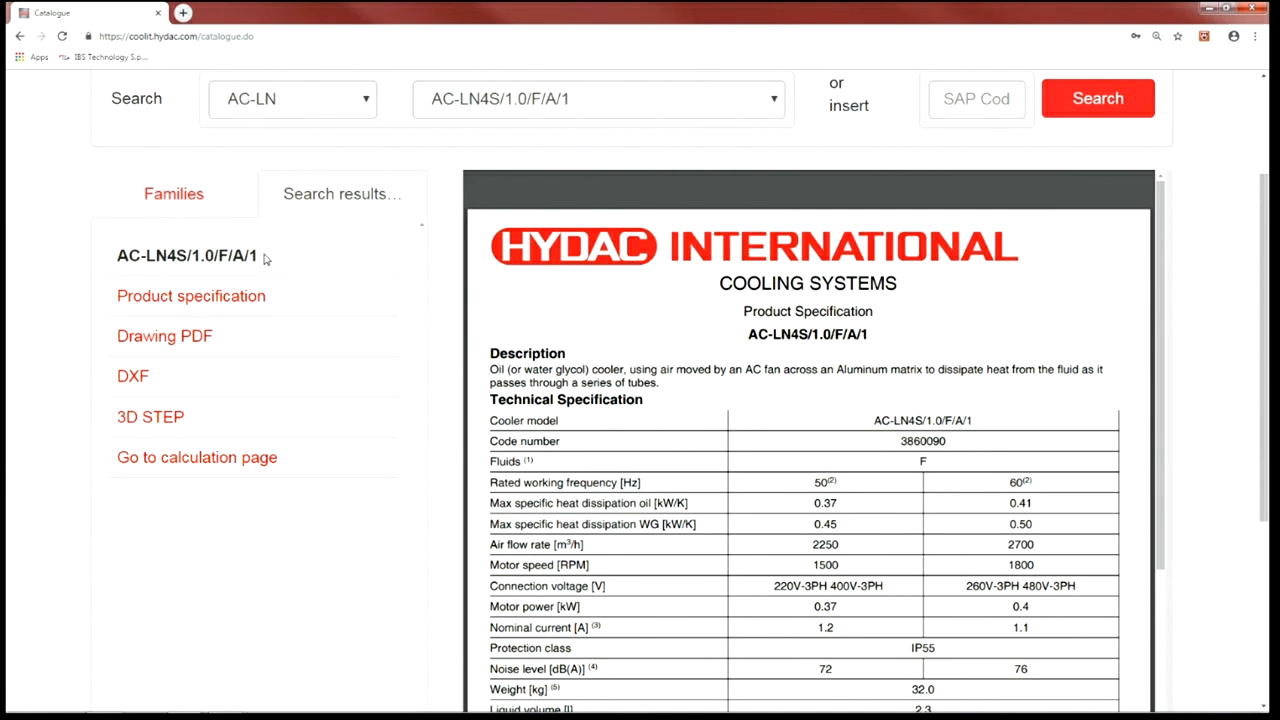 Catalogue
https://coolit.hydac.com/catalogue.do
Apps IBS Technology S.p...
Search AC-LN AC-LN4S/1.0/F/A/1 or insert SAP Cod Search
Families Search results…
AC-LN4S/1.0/F/A/1
Product specification
Drawing PDF
DXF
3D STEP
Go to calculation page
HYDAC INTERNATIONAL
COOLING SYSTEMS
Product Specification
AC-LN4S/1.0/F/A/1
Description
Oil (or water glycol) cooler, using air moved by an AC fan across an Aluminum matrix to dissipate heat from the fluid as it
passes through a series of tubes.
Technical Specification
Cooler model AC-LN4S/1.0/F/A/1
Code number 3860090
Fluids (1) F
Rated working frequency [Hz] 50(2) 60(2)
Max specific heat dissipation oil [kW/K] 0.37 0.41
Max specific heat dissipation WG [kW/K] 0.45 0.50
Air flow rate [m³/h] 2250 2700
Motor speed [RPM] 1500 1800
Connection voltage [V] 220V-3PH 400V-3PH 260V-3PH 480V-3PH
Motor power [kW] 0.37 0.4
Nominal current [A] (3) 1.2 1.1
Protection class IP55
Noise level [dB(A)] (4) 72 76
Weight [kg] (5) 32.0
Liquid volume [l] 2.3